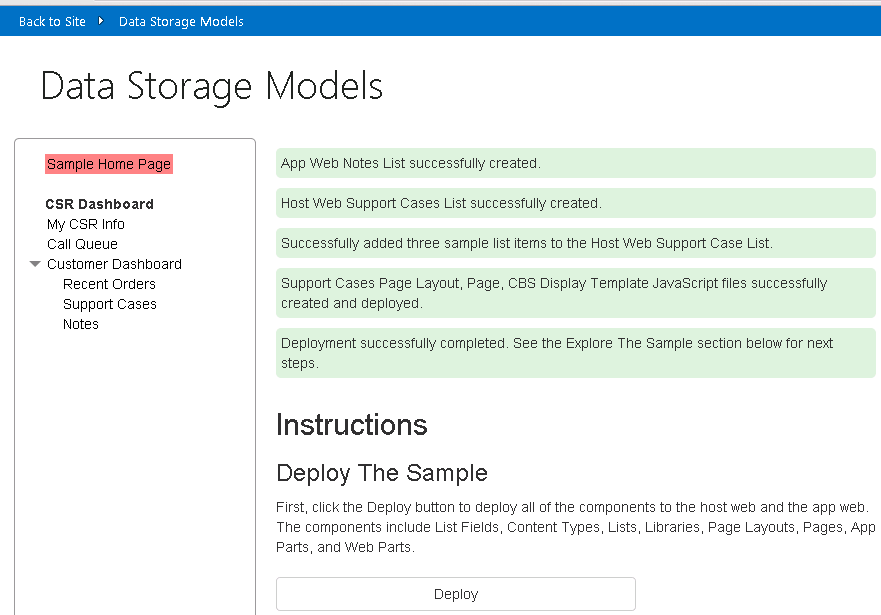 Back to Site Data Storage Models
Data Storage Models
Sample Home Page
CSR Dashboard
My CSR Info
Call Queue
Customer Dashboard
Recent Orders
Support Cases
Notes
App Web Notes List successfully created.
Host Web Support Cases List successfully created.
Successfully added three sample list items to the Host Web Support Case List.
Support Cases Page Layout, Page, CBS Display Template JavaScript files successfully
created and deployed.
Deployment successfully completed. See the Explore The Sample section below for next
steps.
Instructions
Deploy The Sample
First, click the Deploy button to deploy all of the components to the host web and the app web.
The components include List Fields, Content Types, Lists, Libraries, Page Layouts, Pages, App
Parts, and Web Parts.
Deploy